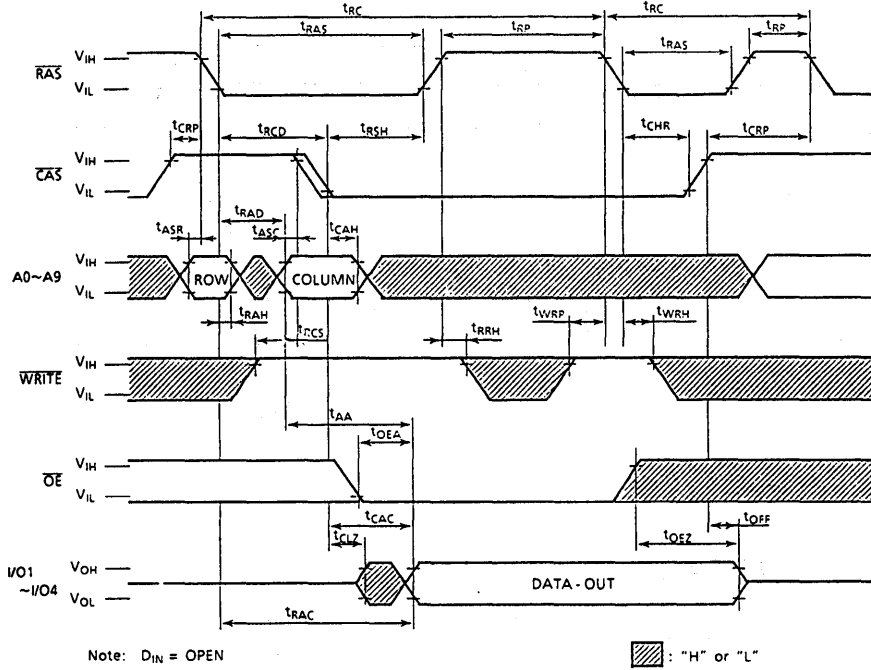 tRC tRC
tRAS tRP tRAS tRP
RAS VIH
VIL
tCRP tRCD tRSH tCHR tCRP
CAS VIH
VIL
tRAD
tASR tASC tCAH
A0~A9 VIH
VIL
ROW COLUMN
tRAH tRCS tRRH tWRP tWRH
WRITE VIH
VIL
tAA
tOEA
OE VIH
VIL
tCAC tOFF
tCLZ tOEZ
I/O1
~I/O4
VOH
VOL
DATA-OUT
tRAC
Note: DIN = OPEN
: "H" or "L"